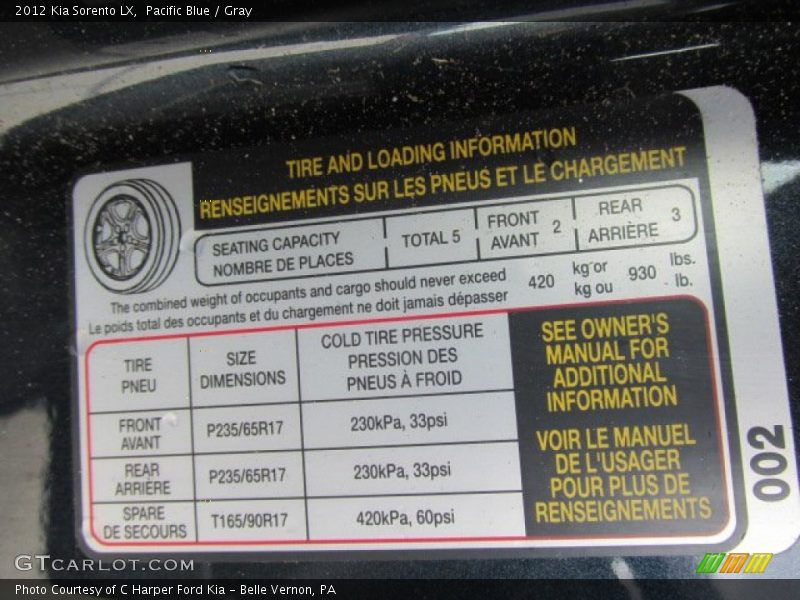 2012 Kia Sorento LX, Pacific Blue / Gray
TIRE AND LOADING INFORMATION
RENSEIGNEMENTS SUR LES PNEUS ET LE CHARGEMENT
SEATING CAPACITY
NOMBRE DE PLACES
TOTAL 5
FRONT
AVANT
2
REAR
ARRIÈRE
3
The combined weight of occupants and cargo should never exceed
Le poids total des occupants et du chargement ne doit jamais dépasser
420
kg or
kg ou
930
lbs.
lb.
TIRE
PNEU
SIZE
DIMENSIONS
COLD TIRE PRESSURE
PRESSION DES
PNEUS À FROID
FRONT
AVANT
P235/65R17
230kPa, 33psi
REAR
ARRIÈRE
P235/65R17
230kPa, 33psi
SPARE
DE SECOURS
T165/90R17
420kPa, 60psi
SEE OWNER'S
MANUAL FOR
ADDITIONAL
INFORMATION
VOIR LE MANUEL
DE L'USAGER
POUR PLUS DE
RENSEIGNEMENTS
002
GTCarlot.com
Photo Courtesy of C Harper Ford Kia – Belle Vernon, PA